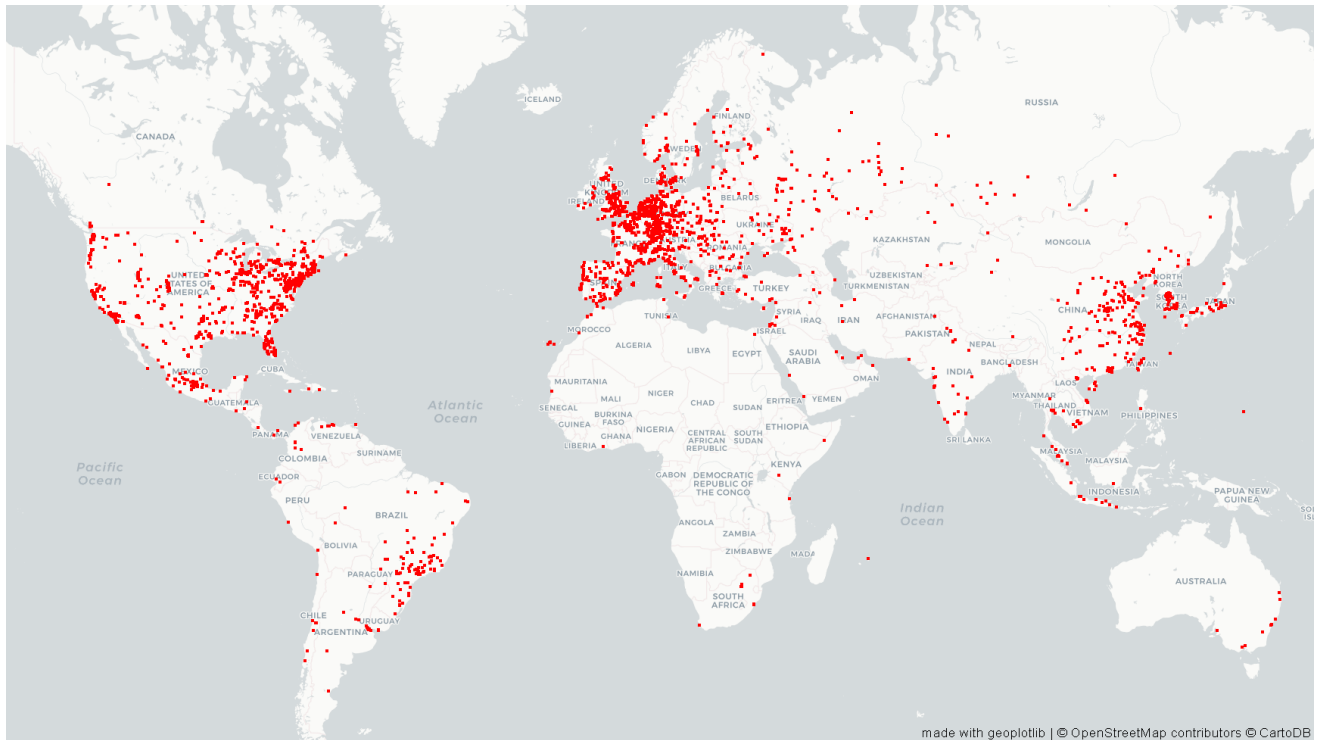 ICELAND
RUSSIA
FINLAND
CANADA
SWEDEN
UNITED
KINGDOM
IRELAND
BELARUS
UKRAINE
KAZAKHSTAN
MONGOLIA
ROMANIA
BULGARIA
UZBEKISTAN
TURKMENISTAN
NORTH
KOREA
SOUTH
KOREA
JAPAN
UNITED
STATES OF
AMERICA
SPAIN
GREECE
TURKEY
SYRIA
IRAQ
IRAN
AFGHANISTAN
CHINA
TUNISIA
MOROCCO
ISRAEL
PAKISTAN
NEPAL
ALGERIA
LIBYA
EGYPT
SAUDI
ARABIA
BANGLADESH
TAIWAN
MEXICO
CUBA
INDIA
OMAN
MAURITANIA
MALI
NIGER
CHAD
SUDAN
ERITREA
YEMEN
MYANMAR
LAOS
THAILAND
VIETNAM
PHILIPPINES
GUATEMALA
Atlantic
Ocean
SENEGAL
BURKINA
FASO
GUINEA
GHANA
NIGERIA
LIBERIA
CENTRAL
AFRICAN
REPUBLIC
SOUTH
SUDAN
ETHIOPIA
SRI LANKA
PANAMA
VENEZUELA
COLOMBIA
SURINAME
MALAYSIA
MALAYSIA
Pacific
Ocean
ECUADOR
GABON
DEMOCRATIC
REPUBLIC OF
THE CONGO
KENYA
INDONESIA
PAPUA NEW
GUINEA
PERU
BRAZIL
Indian
Ocean
ANGOLA
ZAMBIA
ZIMBABWE
MADA
BOLIVIA
PARAGUAY
NAMIBIA
SOUTH
AFRICA
AUSTRALIA
CHILE
ARGENTINA
URUGUAY
made with geoplotlib | © OpenStreetMap contributors © CartoDB